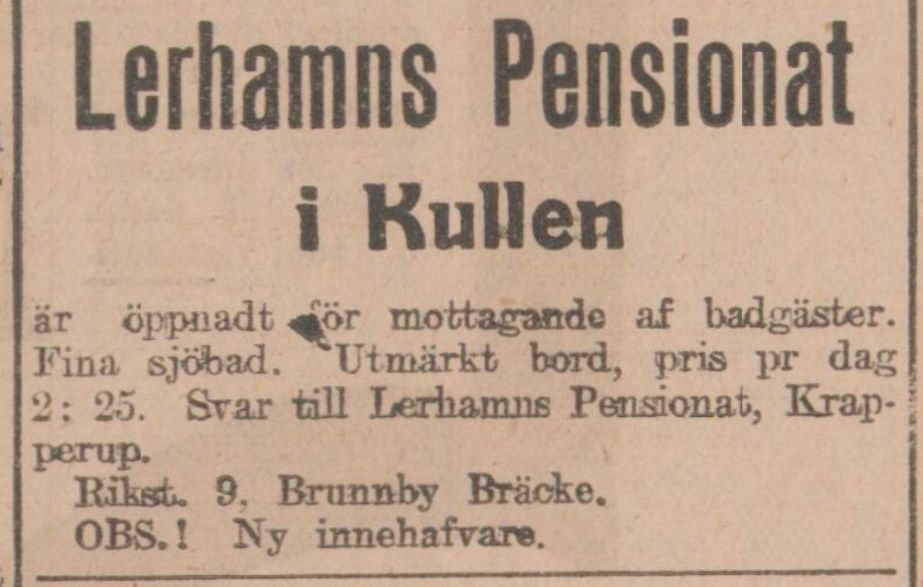 Lerhamns Pensionat
i Kullen
är öppnadt för mottagande af badgäster.
Fina sjöbad. Utmärkt bord, pris pr dag
2: 25. Svar till Lerhamns Pensionat, Krap-
perup.
Rikst. 9, Brunnby Bräcke.
OBS.! Ny innehafvare.